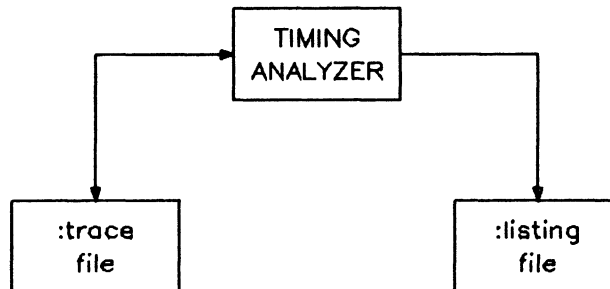 TIMING
ANALYZER
:trace
file
:listing
file